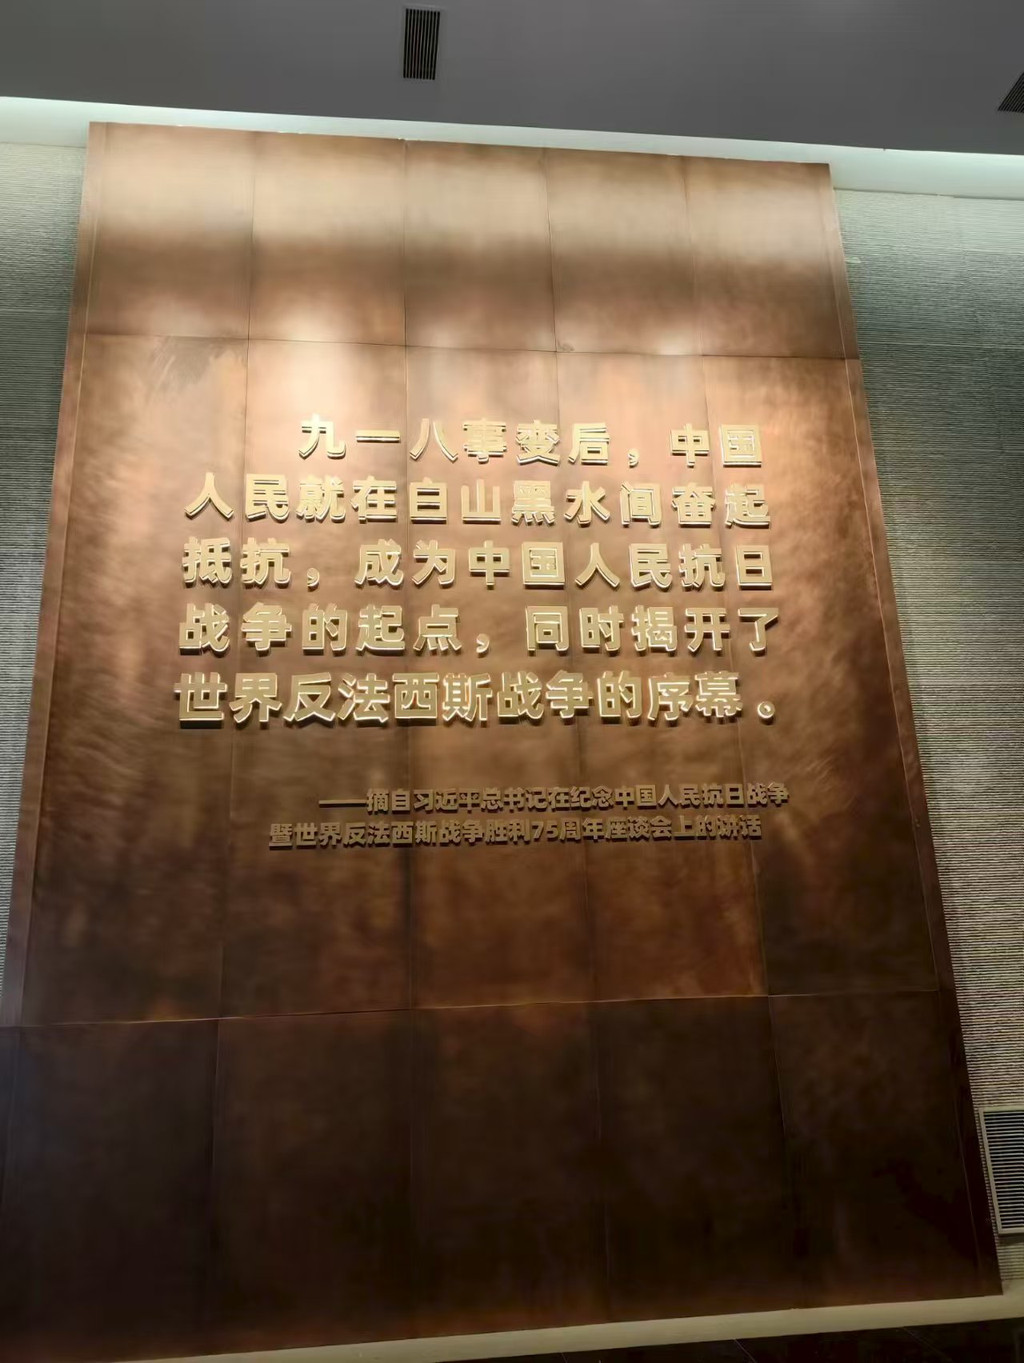 九一八事变后，中国
人民就在白山黑水间奋起
抵抗，成为中国人民抗日
战争的起点，同时揭开了
世界反法西斯战争的序幕。
——摘自习近平总书记在纪念中国人民抗日战争
暨世界反法西斯战争胜利75周年座谈会上的讲话